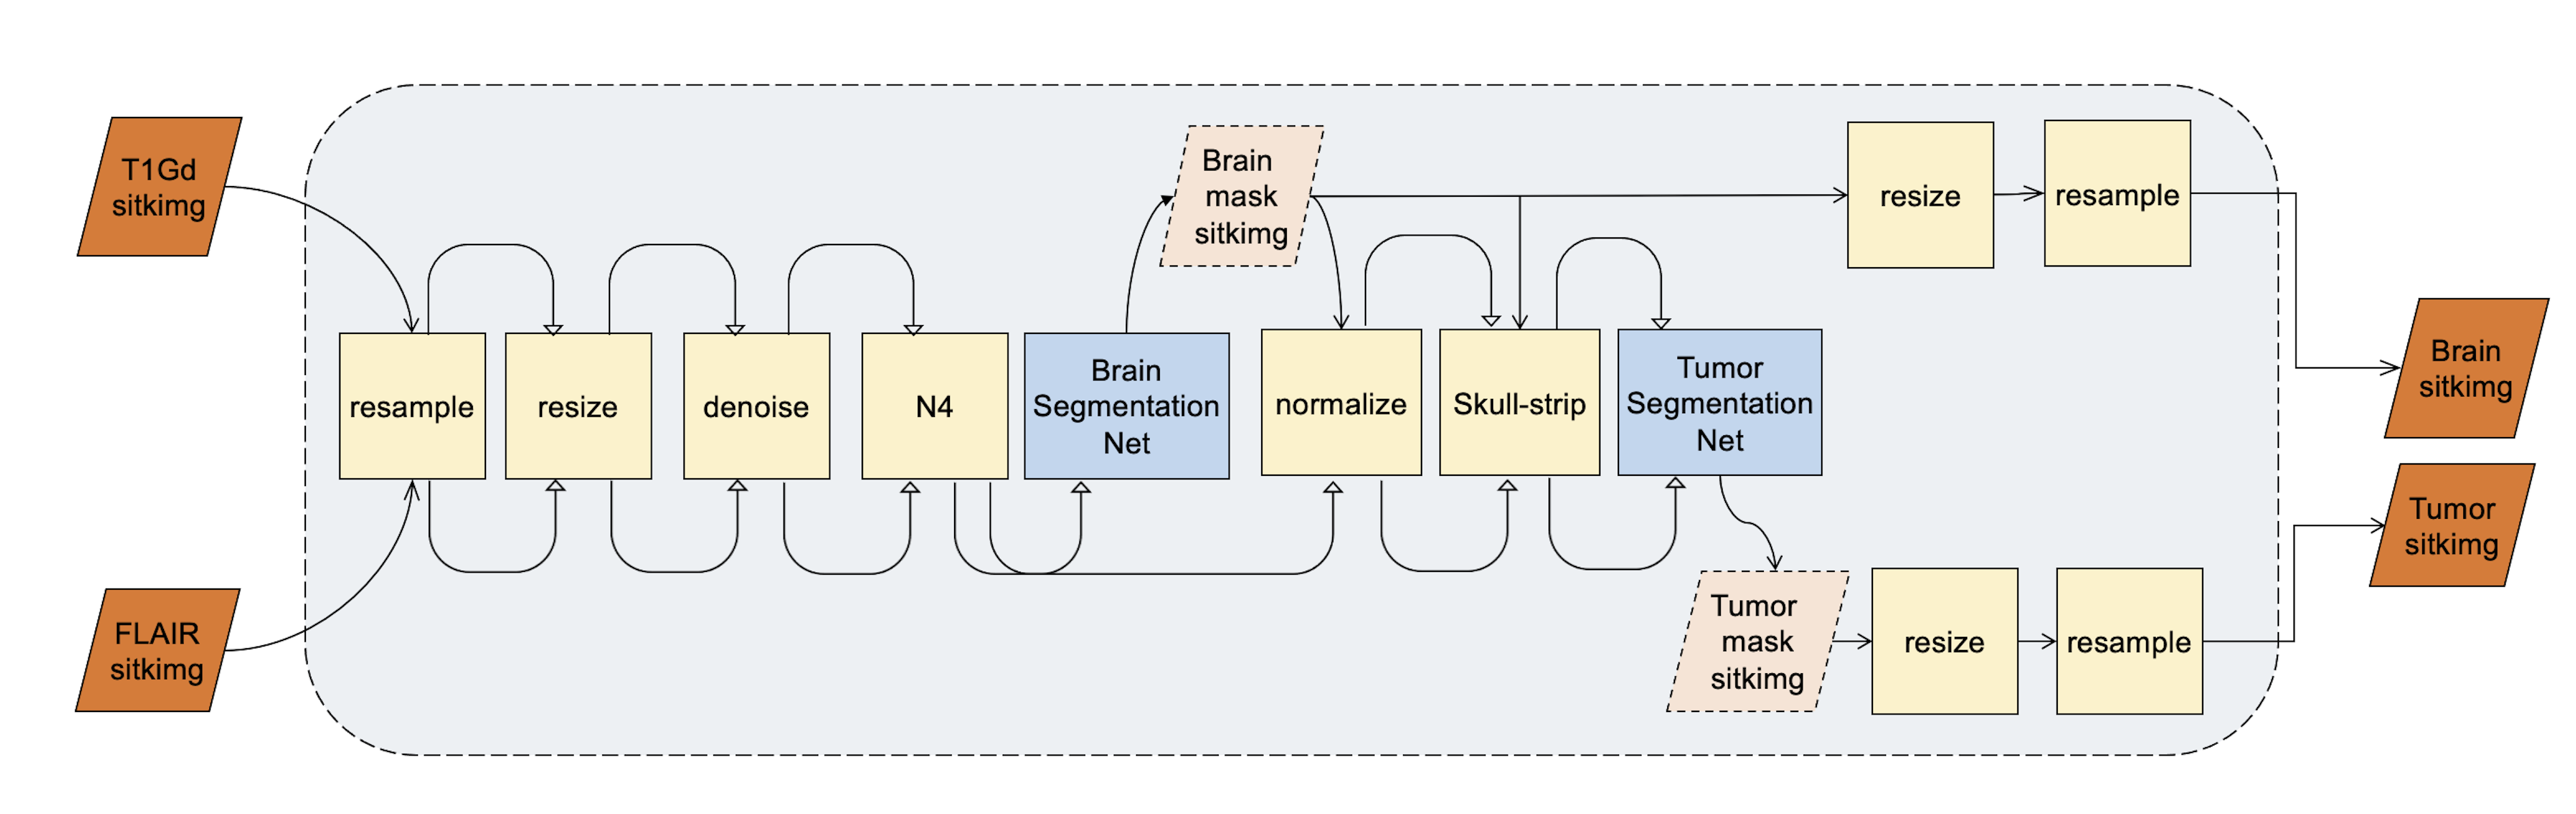 T1Gd
sitkimg
FLAIR
sitkimg
resample
resize
denoise
N4
Brain
Segmentation
Net
Brain
mask
sitkimg
normalize
Skull-strip
Tumor
Segmentation
Net
Tumor
mask
sitkimg
resize
resample
resize
resample
Brain
sitkimg
Tumor
sitkimg